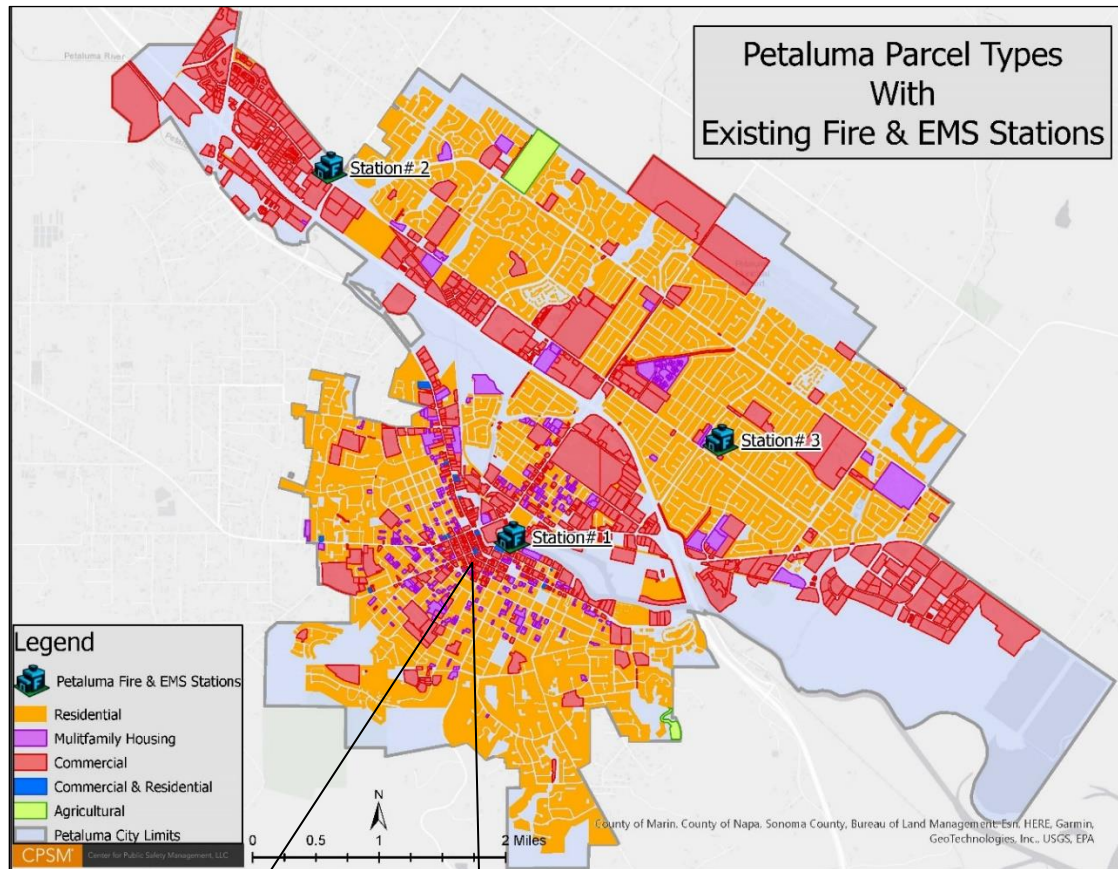 Petaluma Parcel Types
With
Existing Fire & EMS Stations
Petaluma River
Station# 2
Station# 3
Station# 1
Legend
Petaluma Fire & EMS Stations
Residential
Mulitfamily Housing
Commercial
Commercial & Residential
Agricultural
Petaluma City Limits
CPSM®
Center for Public Safety Management, LLC
N
0 0.5 1 2 Miles
County of Marin, County of Napa, Sonoma County, Bureau of Land Management, Esri, HERE, Garmin,
GeoTechnologies, Inc., USGS, EPA